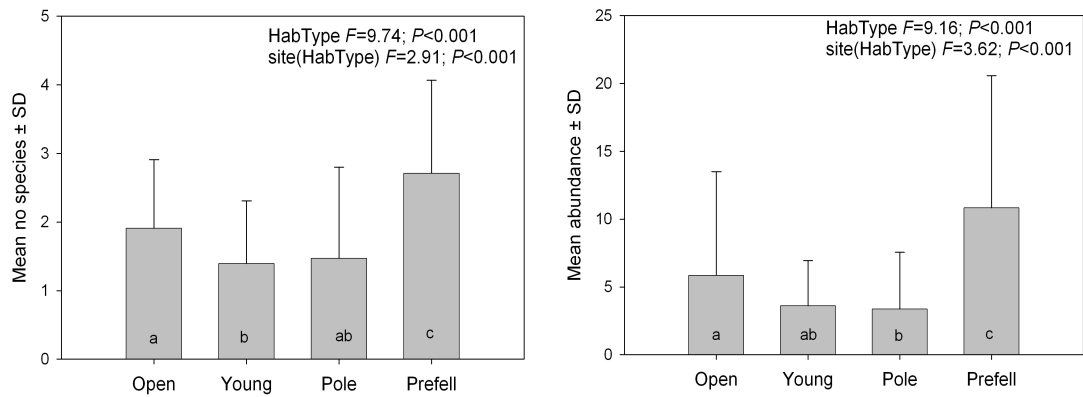 HabType F=9.74; P<0.001
site(HabType) F=2.91; P<0.001
Mean no species ± SD
5
4
3
2
1
0
a
b
ab
c
Open
Young
Pole
Prefell
HabType F=9.16; P<0.001
site(HabType) F=3.62; P<0.001
Mean abundance ± SD
25
20
15
10
5
0
a
ab
b
c
Open
Young
Pole
Prefell